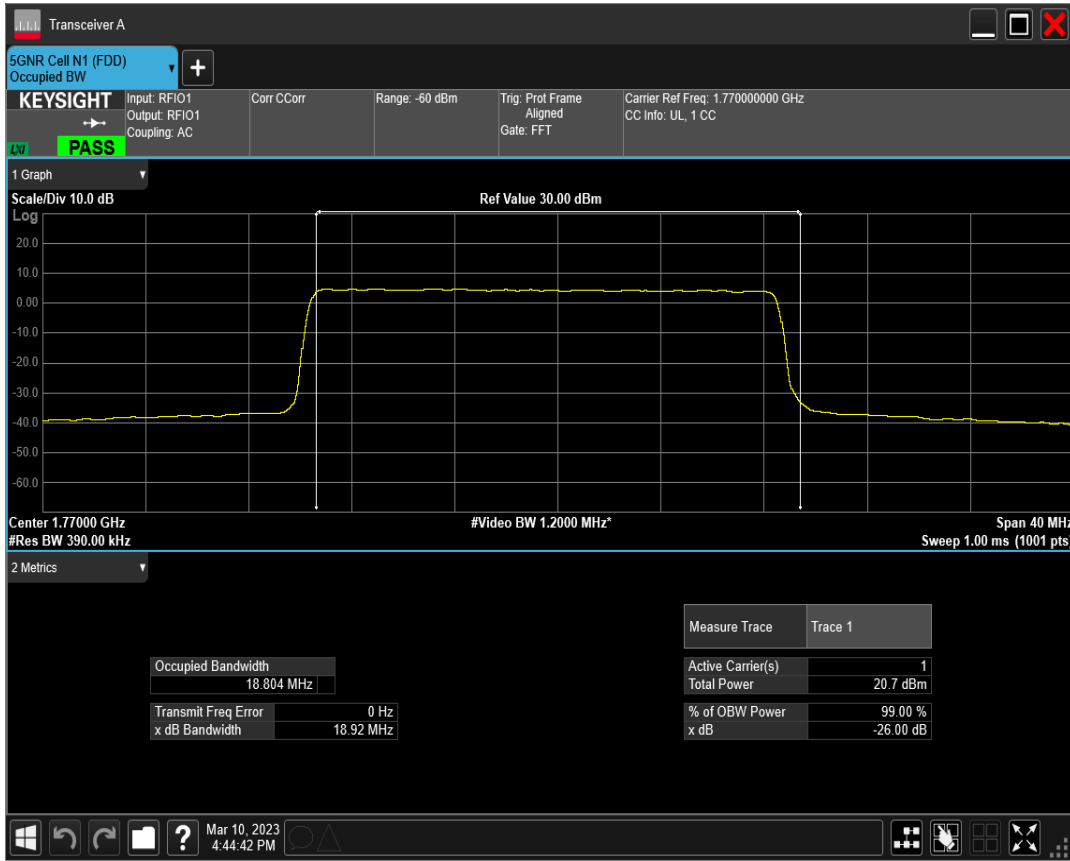 Transceiver A
5GNR Cell N1 (FDD)
Occupied BW
+
KEYSIGHT
LXI
PASS
Input: RFIO1
Output: RFIO1
Coupling: AC
Corr CCorr
Range: -60 dBm
Trig: Prot Frame
Aligned
Gate: FFT
Carrier Ref Freq: 1.770000000 GHz
CC Info: UL, 1 CC
1 Graph
Scale/Div 10.0 dB
Ref Value 30.00 dBm
Log
20.0
10.0
0.00
-10.0
-20.0
-30.0
-40.0
-50.0
-60.0
Center 1.77000 GHz
#Video BW 1.2000 MHz*
Span 40 MHz
#Res BW 390.00 kHz
Sweep 1.00 ms (1001 pts)
2 Metrics
Measure Trace Trace 1
Occupied Bandwidth
18.804 MHz
Active Carrier(s) 1
Total Power 20.7 dBm
Transmit Freq Error 0 Hz
x dB Bandwidth 18.92 MHz
% of OBW Power 99.00 %
x dB -26.00 dB
?
Mar 10, 2023
4:44:42 PM